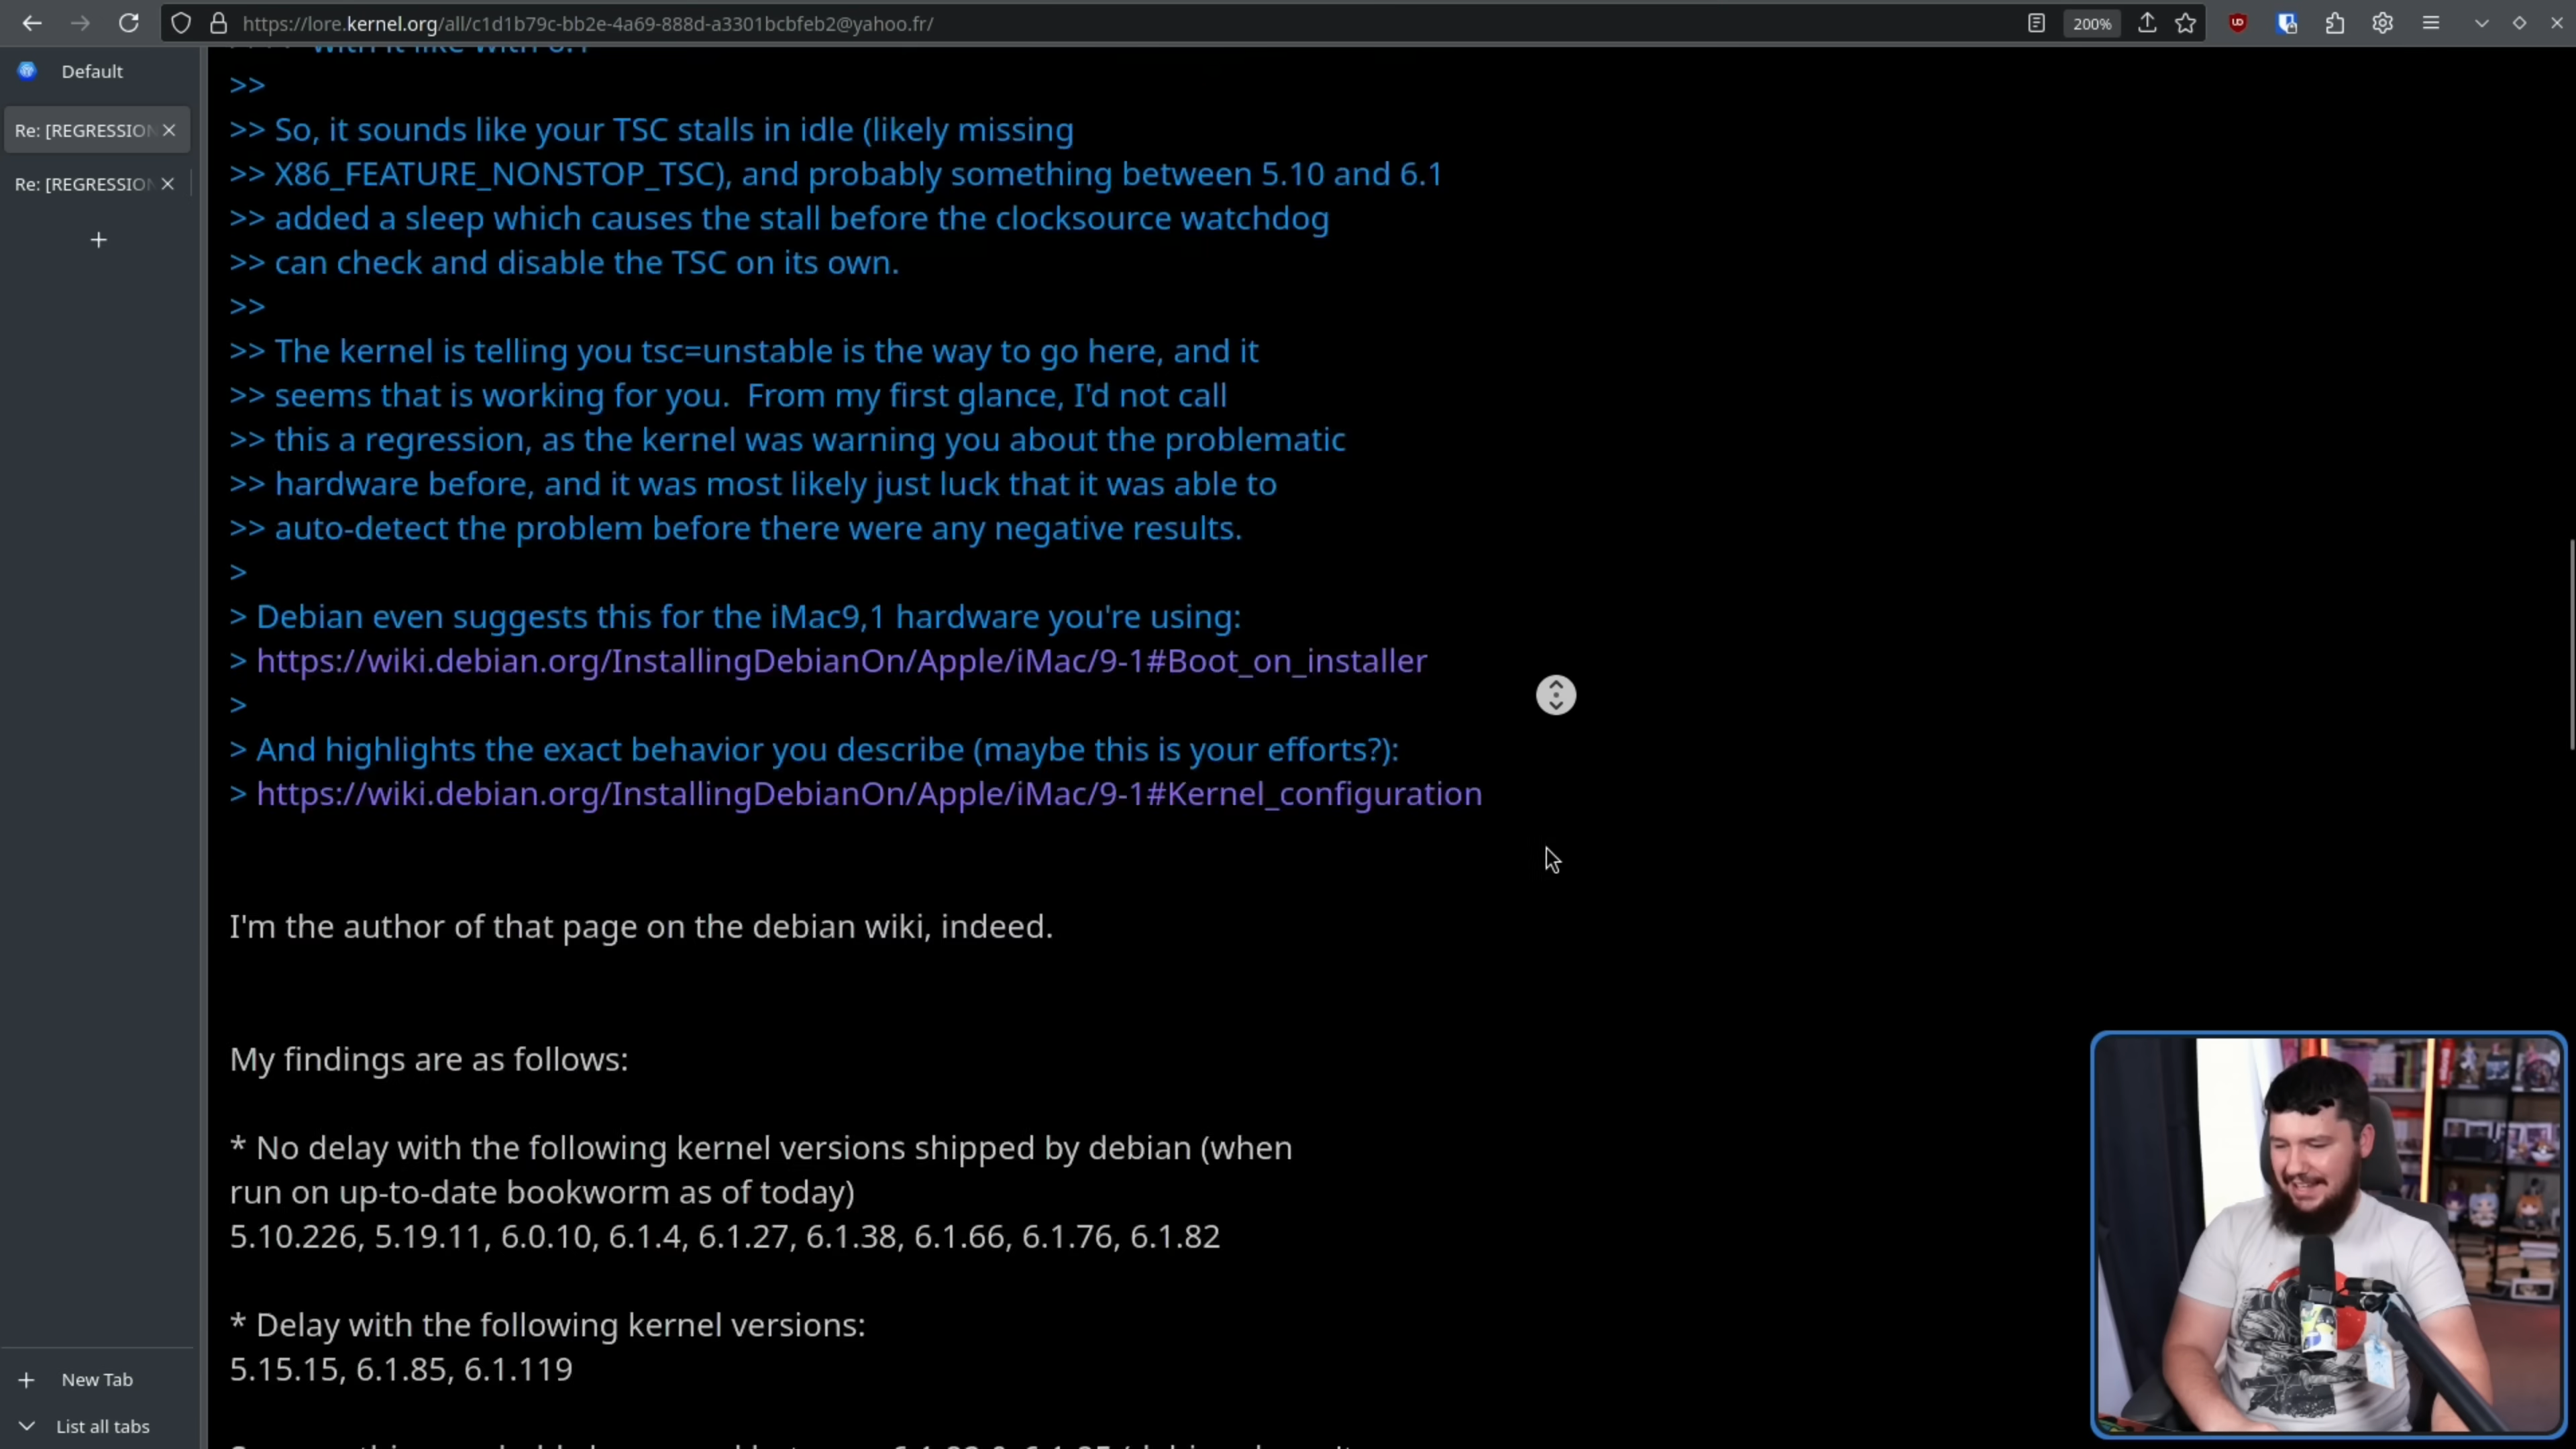 https://lore.kernel.org/all/c1d1b79c-bb2e-4a69-888d-a3301bcbfeb2@yahoo.fr/
200%
Default
Re: [REGRESSION
Re: [REGRESSION
>>
>> So, it sounds like your TSC stalls in idle (likely missing
>> X86_FEATURE_NONSTOP_TSC), and probably something between 5.10 and 6.1
>> added a sleep which causes the stall before the clocksource watchdog
>> can check and disable the TSC on its own.
>>
>> The kernel is telling you tsc=unstable is the way to go here, and it
>> seems that is working for you.  From my first glance, I'd not call
>> this a regression, as the kernel was warning you about the problematic
>> hardware before, and it was most likely just luck that it was able to
>> auto-detect the problem before there were any negative results.
>
> Debian even suggests this for the iMac9,1 hardware you're using:
> https://wiki.debian.org/InstallingDebianOn/Apple/iMac/9-1#Boot_on_installer
>
> And highlights the exact behavior you describe (maybe this is your efforts?):
> https://wiki.debian.org/InstallingDebianOn/Apple/iMac/9-1#Kernel_configuration
I'm the author of that page on the debian wiki, indeed.
My findings are as follows:
* No delay with the following kernel versions shipped by debian (when
run on up-to-date bookworm as of today)
5.10.226, 5.19.11, 6.0.10, 6.1.4, 6.1.27, 6.1.38, 6.1.66, 6.1.76, 6.1.82
* Delay with the following kernel versions:
5.15.15, 6.1.85, 6.1.119
New Tab
List all tabs